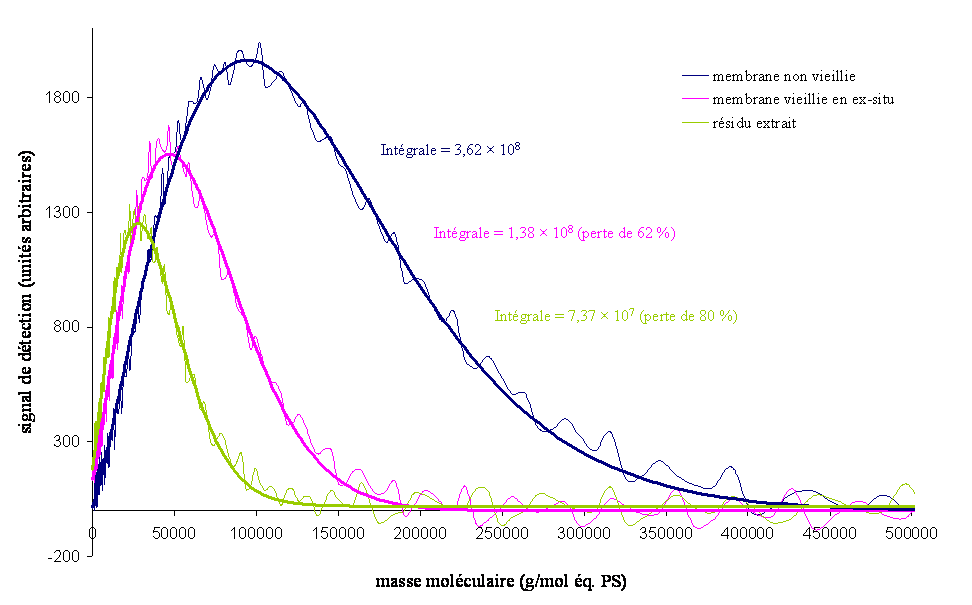 1800
1300
800
300
-200
signal de détection (unités arbitraires)
membrane non vieillie
membrane vieillie en ex-situ
résidu extrait
Intégrale = 3,62 × 10⁸
Intégrale = 1,38 × 10⁸ (perte de 62 %)
Intégrale = 7,37 × 10⁷ (perte de 80 %)
0 50000 100000 150000 200000 250000 300000 350000 400000 450000 500000
masse moléculaire (g/mol éq. PS)